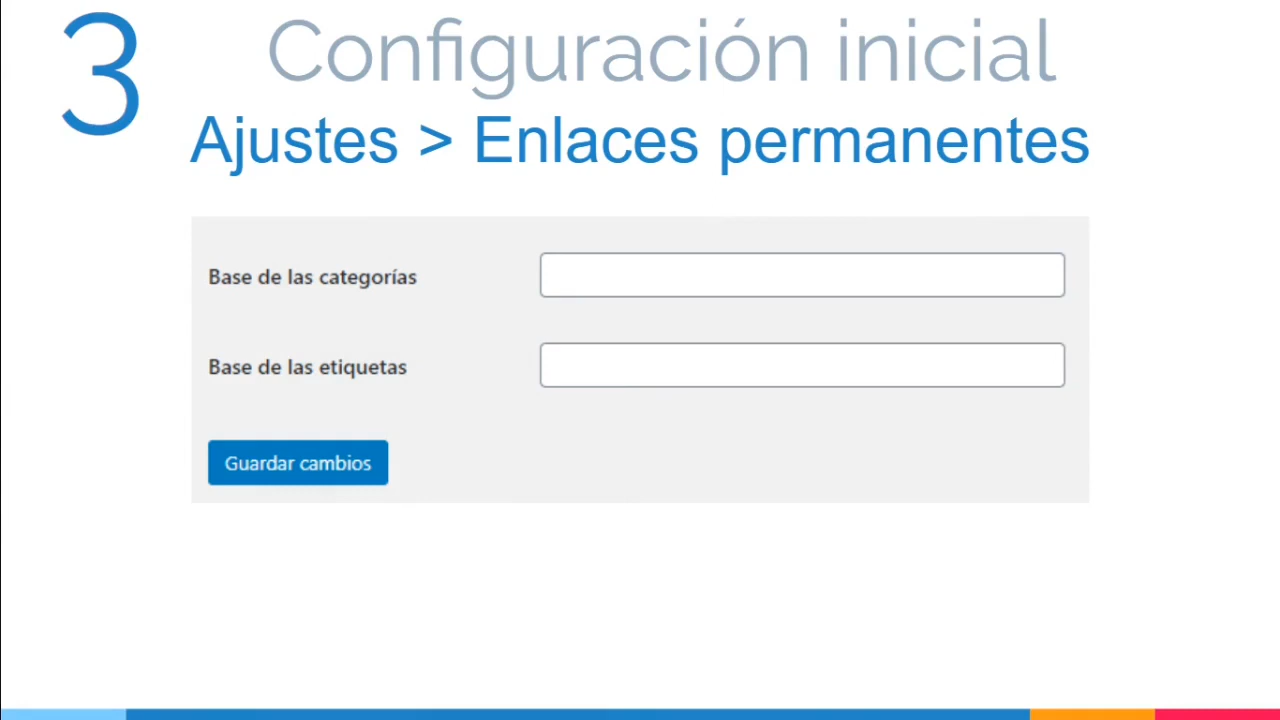 3
Configuración inicial
Ajustes > Enlaces permanentes
Base de las categorías
Base de las etiquetas
Guardar cambios